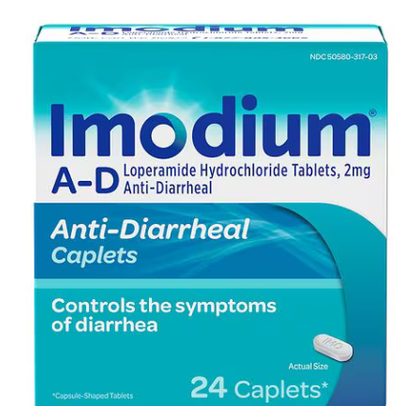 NDC 50580-317-03
Imodium®
A-D Loperamide Hydrochloride Tablets, 2mg
Anti-Diarrheal
Anti-Diarrheal
Caplets
Controls the symptoms
of diarrhea
IMO
Actual Size
*Capsule-Shaped Tablets
24 Caplets*